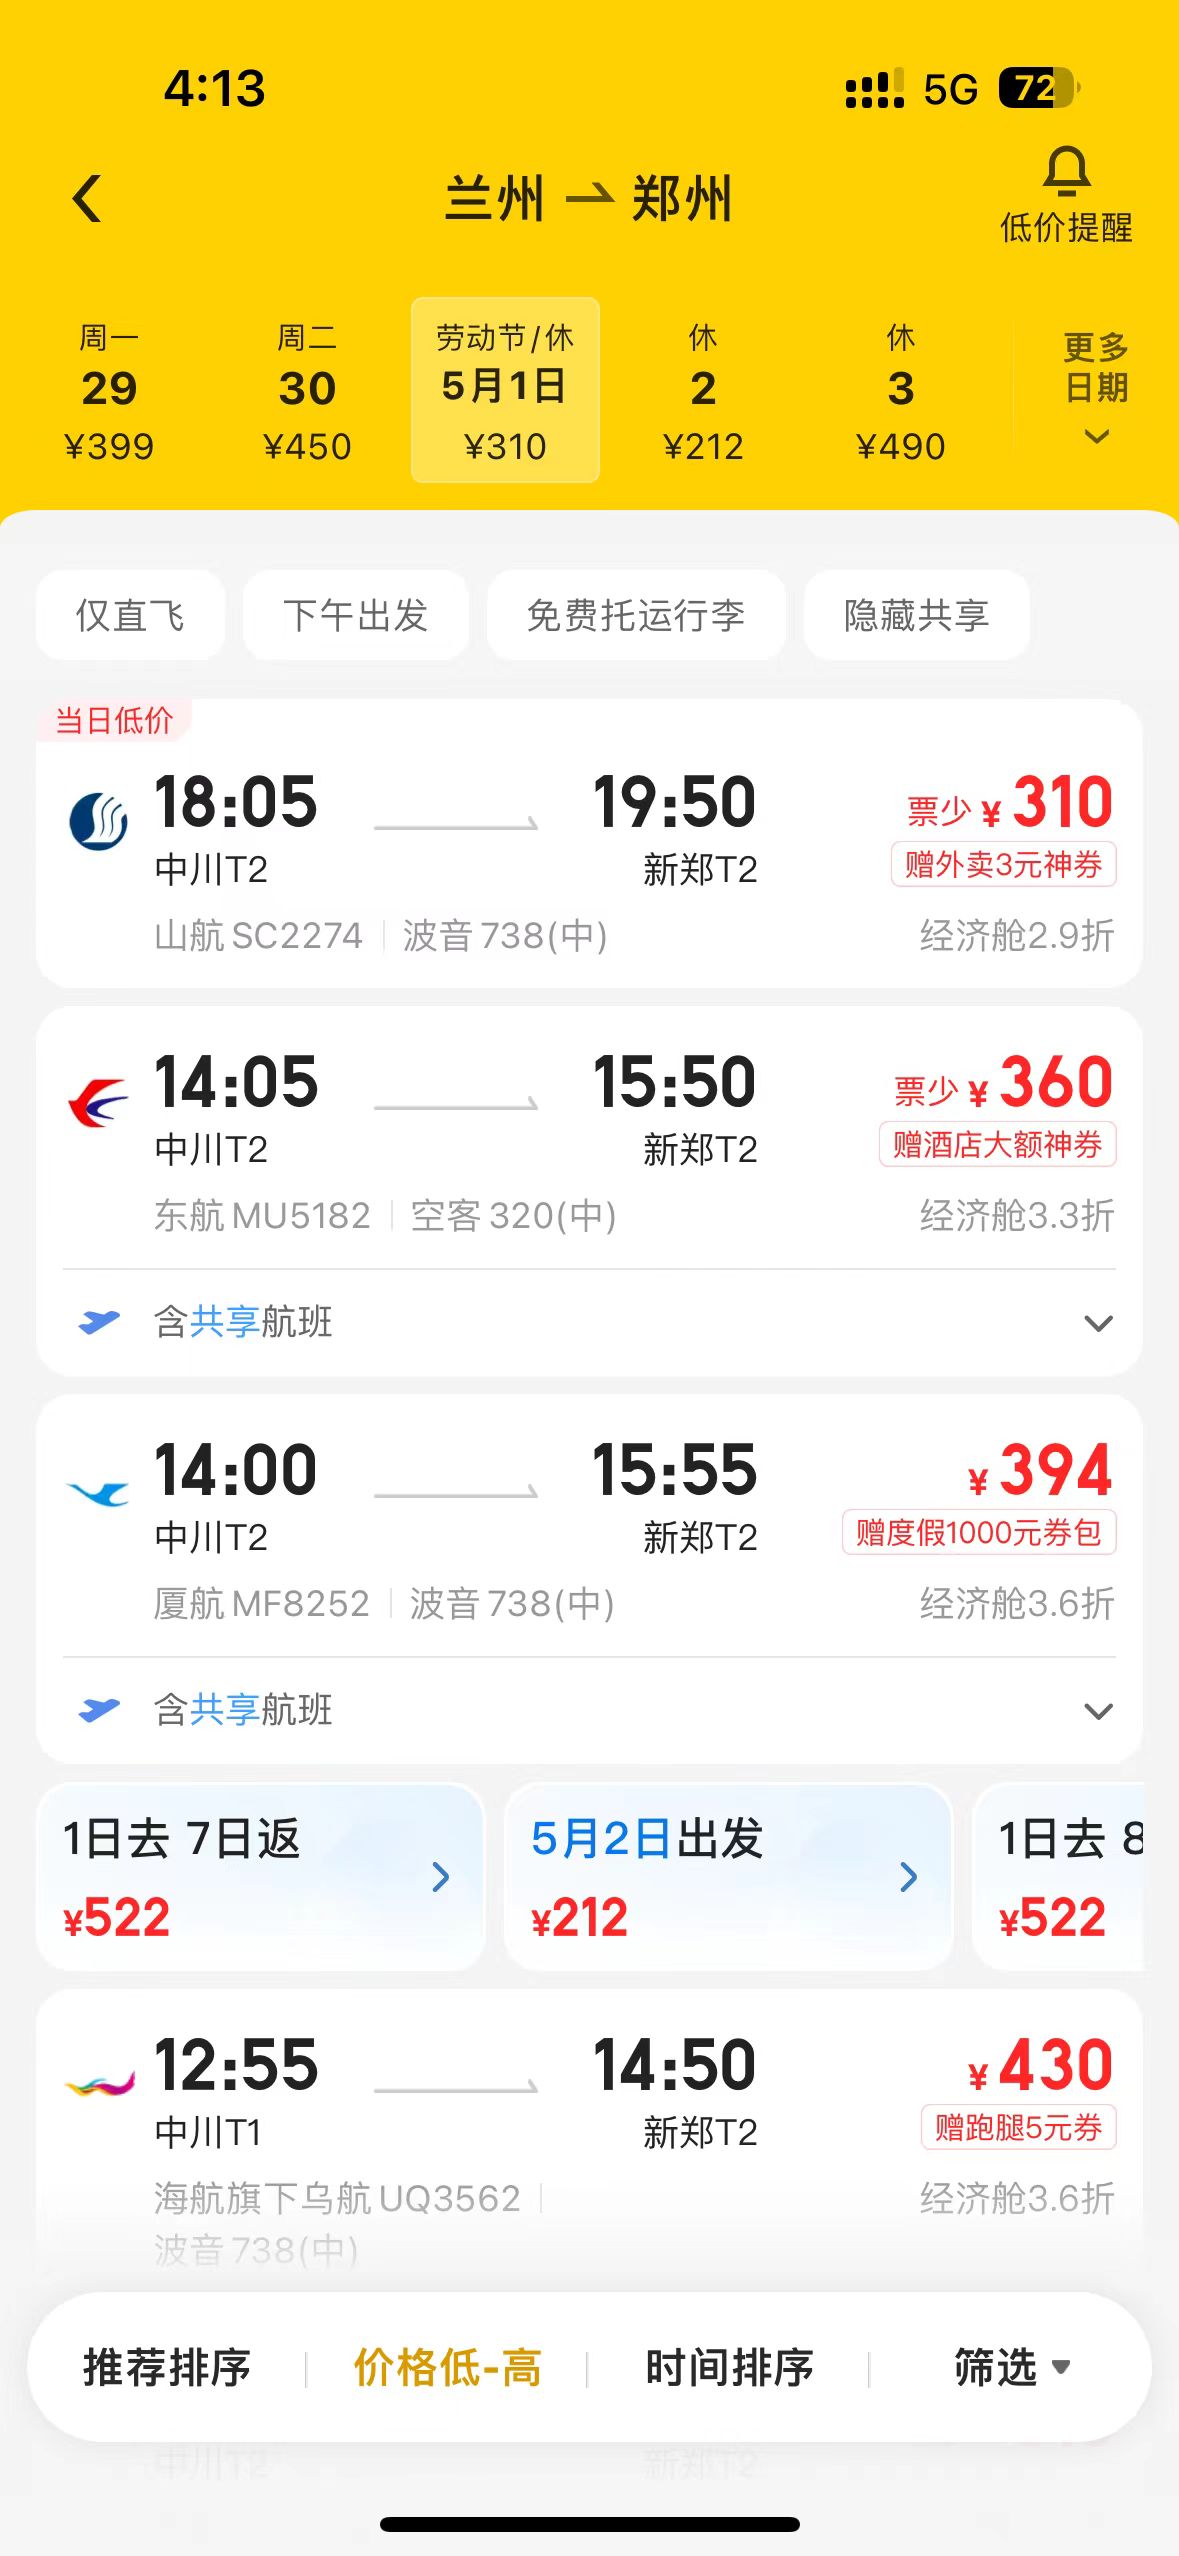 4:13 5G 72
兰州 郑州
低价提醒
周一 周二 劳动节/休 休 休 更多
29 30 5月1日 2 3 日期
¥399 ¥450 ¥310 ¥212 ¥490
仅直飞 下午出发 免费托运行李 隐藏共享
当日低价
18:05 19:50 票少 ¥310
中川T2 新郑T2 赠外卖3元神券
山航 SC2274 波音 738(中) 经济舱2.9折
14:05 15:50 票少 ¥360
中川T2 新郑T2 赠酒店大额神券
东航 MU5182 空客 320(中) 经济舱3.3折
含共享航班
14:00 15:55 ¥394
中川T2 新郑T2 赠度假1000元券包
厦航 MF8252 波音 738(中) 经济舱3.6折
含共享航班
1日去 7日返 5月2日出发 1日去 8
¥522 ¥212 ¥522
12:55 14:50 ¥430
中川T1 新郑T2 赠跑腿5元券
海航旗下乌航 UQ3562 经济舱3.6折
波音 738(中)
推荐排序 价格低-高 时间排序 筛选
中川T2 新郑T2